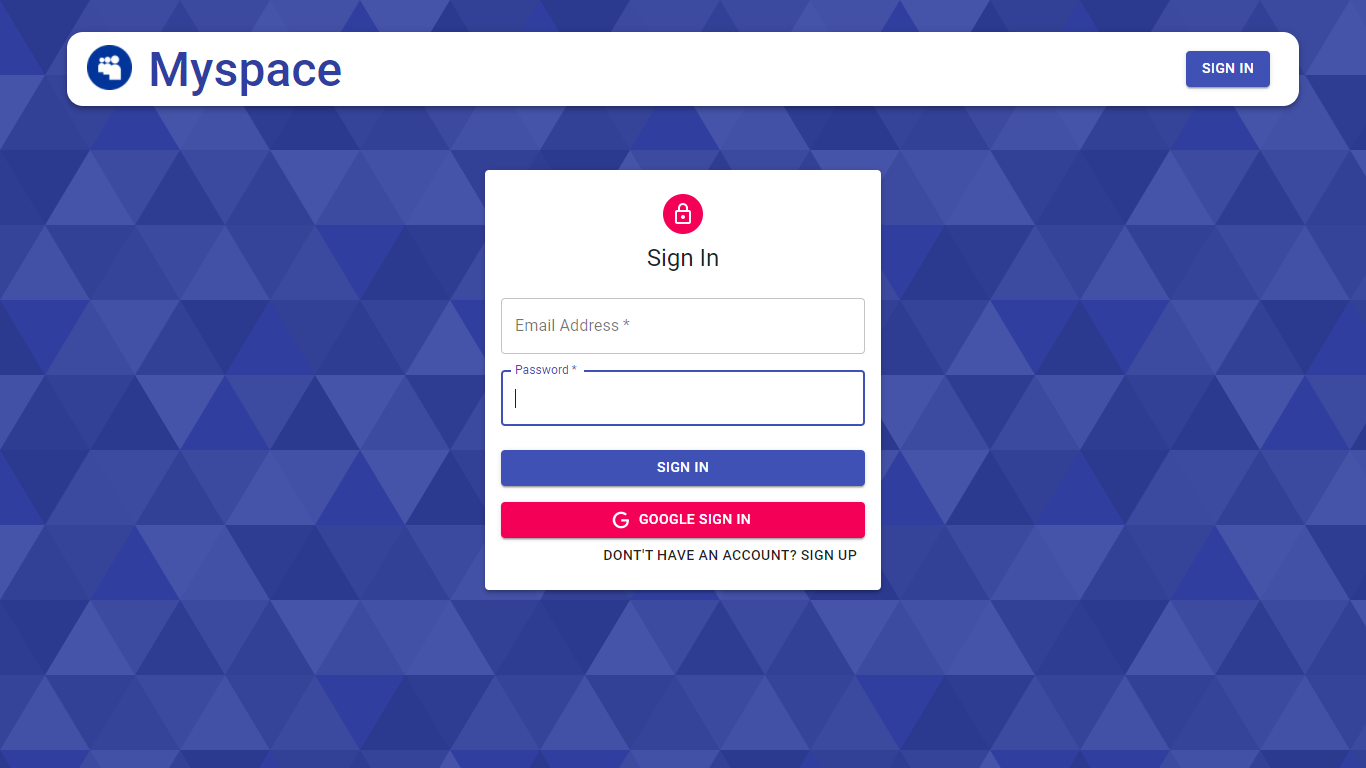 Myspace
SIGN IN
Sign In
Email Address *
Password *
SIGN IN
GOOGLE SIGN IN
DONT'T HAVE AN ACCOUNT? SIGN UP